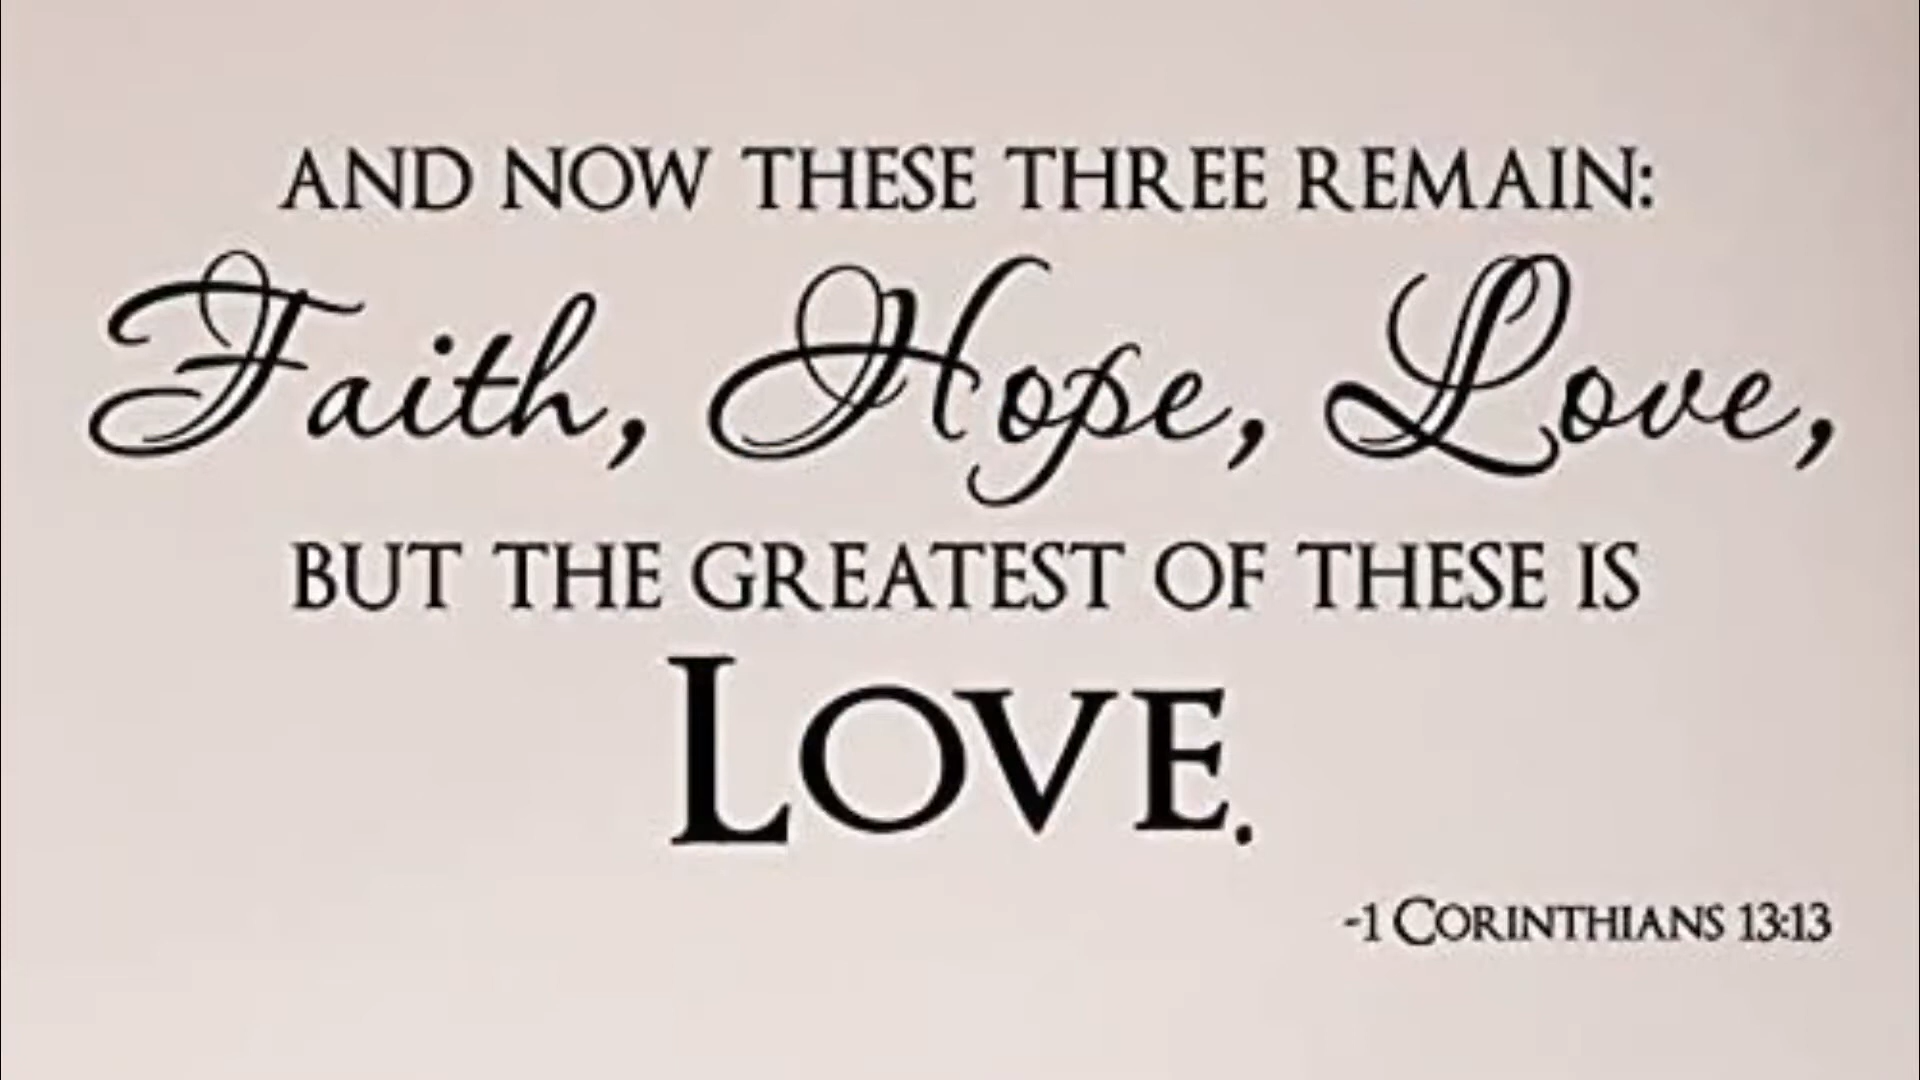 AND NOW THESE THREE REMAIN:
Faith, Hope, Love,
BUT THE GREATEST OF THESE IS
LOVE.
-1 CORINTHIANS 13:13